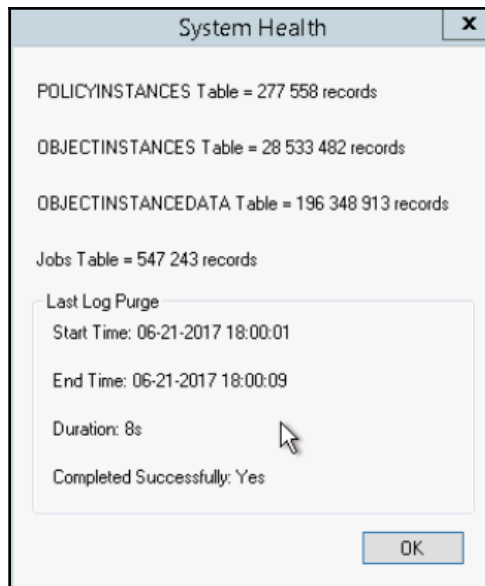 System Health
x
POLICYINSTANCES Table = 277 558 records
OBJECTINSTANCES Table = 28 533 482 records
OBJECTINSTANCEDATA Table = 196 348 913 records
Jobs Table = 547 243 records
Last Log Purge
Start Time: 06-21-2017 18:00:01
End Time: 06-21-2017 18:00:09
Duration: 8s
Completed Successfully: Yes
OK